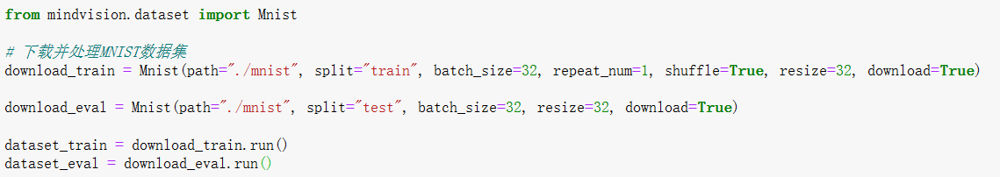 from mindvision.dataset import Mnist
# 下载并处理MNIST数据集
download_train = Mnist(path="./mnist", split="train", batch_size=32, repeat_num=1, shuffle=True, resize=32, download=True)
download_eval = Mnist(path="./mnist", split="test", batch_size=32, resize=32, download=True)
dataset_train = download_train.run()
dataset_eval = download_eval.run()